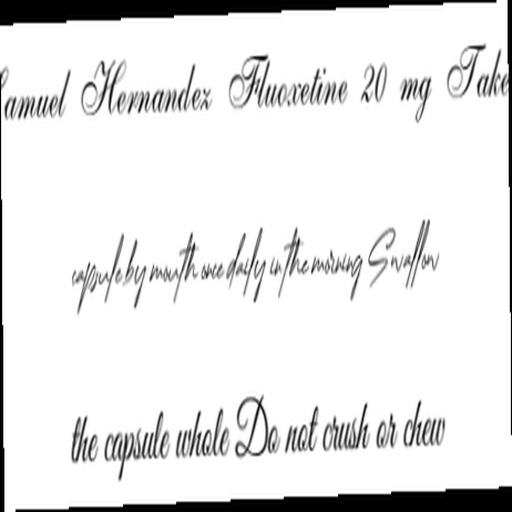 Samuel Hernandez Fluoxetine 20 mg Take
capsule by mouth once daily in the morning Swallow
the capsule whole Do not crush or chew